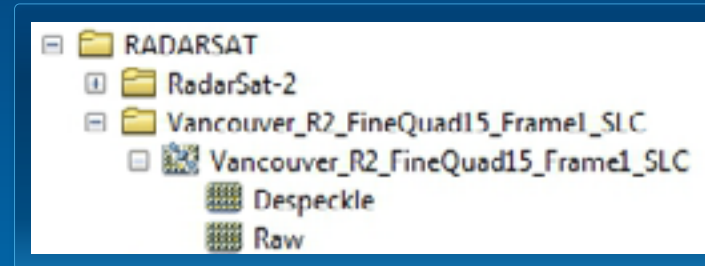 RADARSAT
RadarSat-2
Vancouver_R2_FineQuad15_Frame1_SLC
Vancouver_R2_FineQuad15_Frame1_SLC
Despeckle
Raw